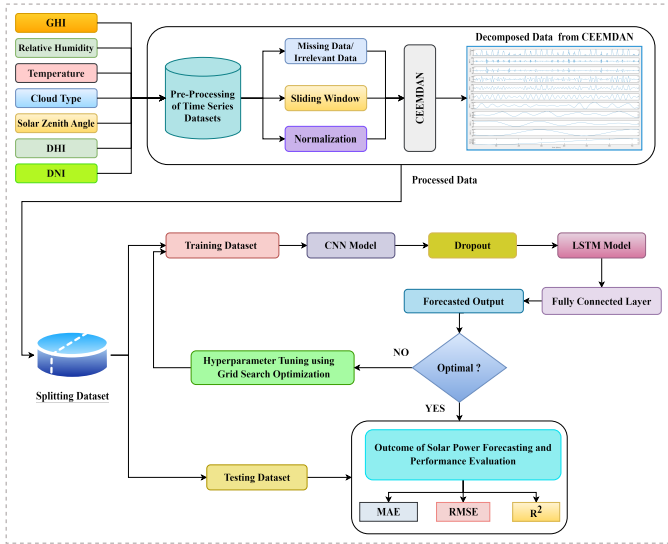 GHI
Relative Humidity
Temperature
Cloud Type
Solar Zenith Angle
DHI
DNI
Pre-Processing
of Time Series
Datasets
Missing Data/
Irrelevant Data
Sliding Window
Normalization
CEEMDAN
Decomposed Data from CEEMDAN
Processed Data
Training Dataset
CNN Model
Dropout
LSTM Model
Forecasted Output
Fully Connected Layer
Splitting Dataset
Hyperparameter Tuning using
Grid Search Optimization
NO
Optimal ?
YES
Testing Dataset
Outcome of Solar Power Forecasting and
Performance Evaluation
MAE
RMSE
R²